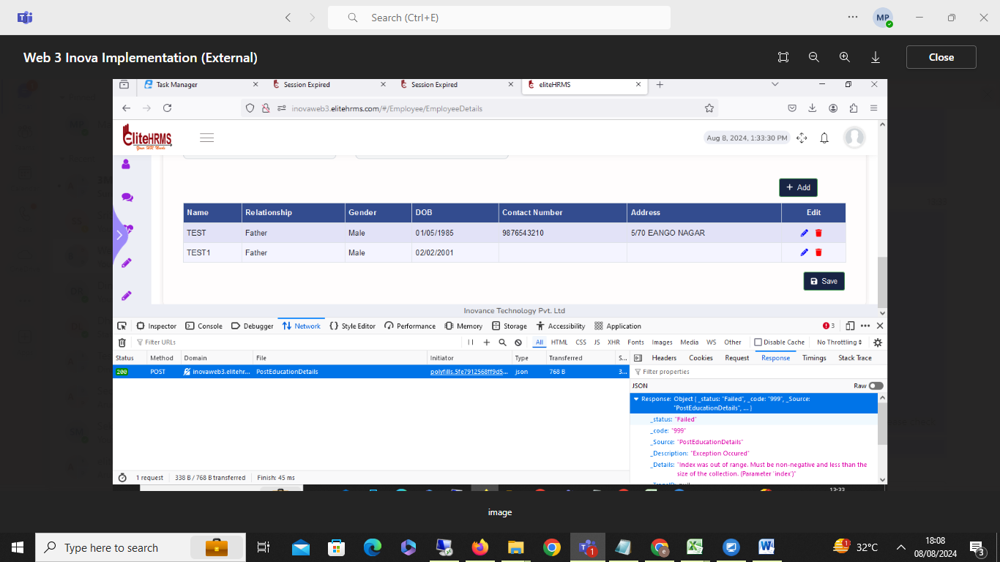 Search (Ctrl+E)
MP
Web 3 Inova Implementation (External)
Close
Task Manager
Session Expired
Session Expired
eliteHRMS
inovaweb3.elitehrms.com/#/Employee/EmployeeDetails
EliteHRMS
Your HR Needs
Aug 8, 2024, 1:33:30 PM
+ Add
Name Relationship Gender DOB Contact Number Address Edit
TEST Father Male 01/05/1985 9876543210 5/70 EANGO NAGAR
TEST1 Father Male 02/02/2001
Save
Inovance Technology Pvt. Ltd
Inspector Console Debugger Network Style Editor Performance Memory Storage Accessibility Application 3
Filter URLs All HTML CSS JS XHR Fonts Images Media WS Other Disable Cache No Throttling
Status Method Domain File Initiator Type Transferred S... Headers Cookies Request Response Timings Stack Trace
200 POST inovaweb3.elitehr... PostEducationDetails polyfills.5fe7912568ff9d5... json 768 B 3...
Filter properties
JSON Raw
Response: Object { _status: "Failed", _code: "999", _Source:
"PostEducationDetails", ... }
_status: "Failed"
_code: "999"
_Source: "PostEducationDetails"
_Description: "Exception Occured"
_Details: "Index was out of range. Must be non-negative and less than the
size of the collection. (Parameter 'index')"
1 request 338 B / 768 B transferred Finish: 45 ms
image
Type here to search
1
1
32°C
18:08
08/08/2024
3